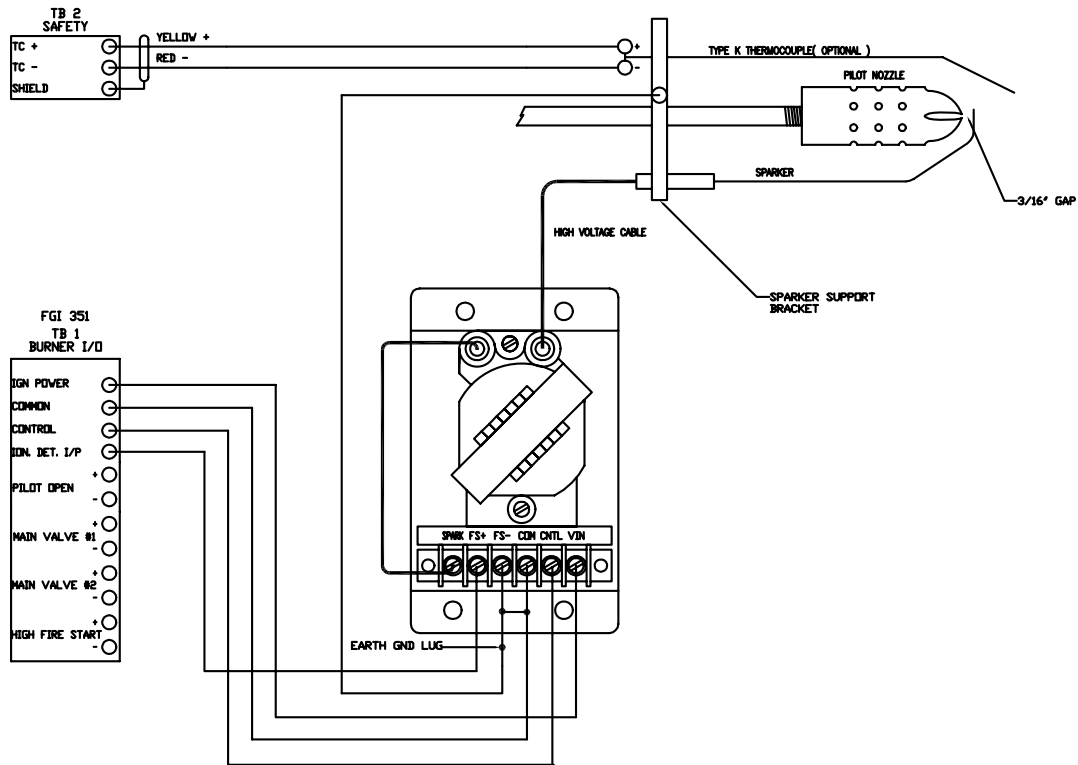 TB 2
SAFETY
TC +
TC -
SHIELD
YELLOW +
RED -
+
-
TYPE K THERMOCOUPLE( OPTIONAL )
PILOT NOZZLE
SPARKER
3/16" GAP
HIGH VOLTAGE CABLE
SPARKER SUPPORT
BRACKET
FGI 351
TB 1
BURNER I/O
IGN POWER
COMMON
CONTROL
ION. DET. I/P
+
PILOT OPEN
-
+
MAIN VALVE #1
-
+
MAIN VALVE #2
-
+
HIGH FIRE START
-
SPARK FS+ FS- COM CNTL VIN
EARTH GND LUG